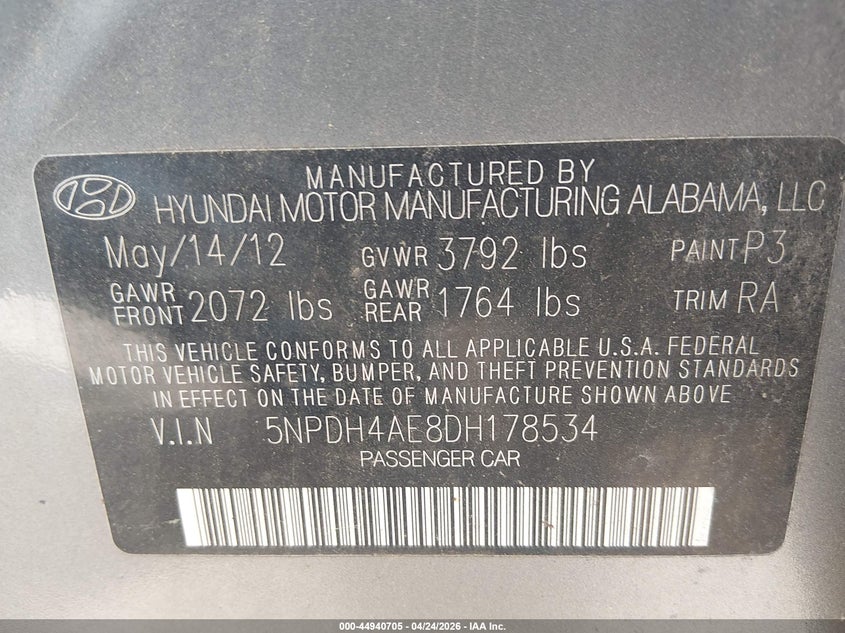 MANUFACTURED BY
HYUNDAI MOTOR MANUFACTURING ALABAMA, LLC
May/14/12 GVWR 3792 lbs PAINT P3
GAWR FRONT 2072 lbs GAWR REAR 1764 lbs TRIM RA
THIS VEHICLE CONFORMS TO ALL APPLICABLE U.S.A. FEDERAL
MOTOR VEHICLE SAFETY, BUMPER, AND THEFT PREVENTION STANDARDS
IN EFFECT ON THE DATE OF MANUFACTURE SHOWN ABOVE
V.I.N 5NPDH4AE8DH178534
PASSENGER CAR
000-44940705 - 04/24/2026 - IAA Inc.